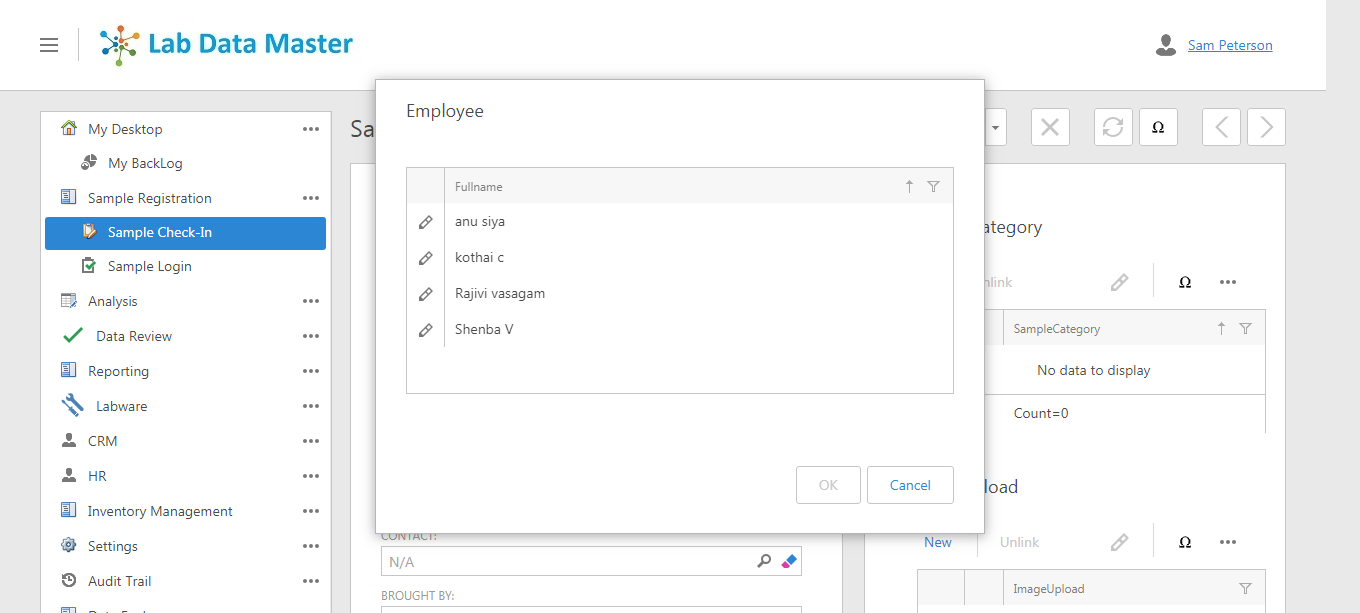 Lab Data Master
Sam Peterson
My Desktop
My BackLog
Sample Registration
Sample Check-In
Sample Login
Analysis
Data Review
Reporting
Labware
CRM
HR
Inventory Management
Settings
Audit Trail
Sa
Ω
Employee
Fullname
anu siya
kothai c
Rajivi vasagam
Shenba V
OK
Cancel
CONTACT:
N/A
BROUGHT BY:
ategory
nlink
Ω
SampleCategory
No data to display
Count=0
load
New
Unlink
Ω
ImageUpload